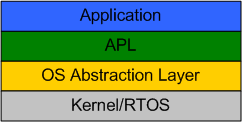 Application
APL
OS Abstraction Layer
Kernel/RTOS